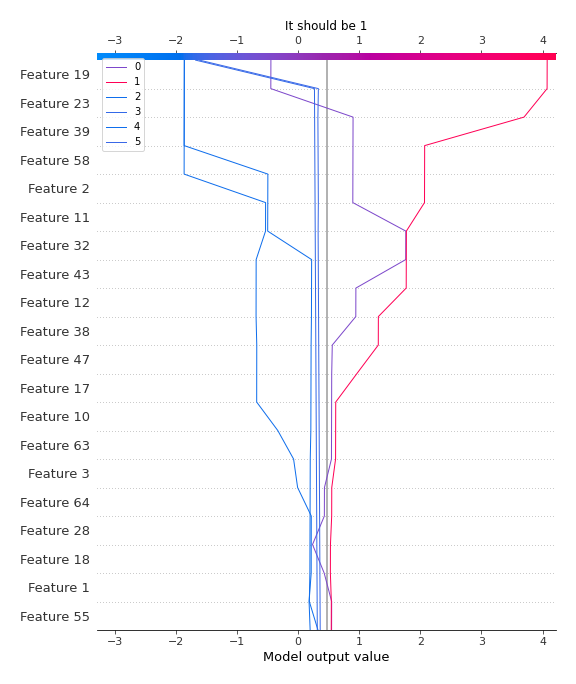 It should be 1
−3 −2 −1 0 1 2 3 4
0
1
2
3
4
5
Feature 19
Feature 23
Feature 39
Feature 58
Feature 2
Feature 11
Feature 32
Feature 43
Feature 12
Feature 38
Feature 47
Feature 17
Feature 10
Feature 63
Feature 3
Feature 64
Feature 28
Feature 18
Feature 1
Feature 55
−3 −2 −1 0 1 2 3 4
Model output value